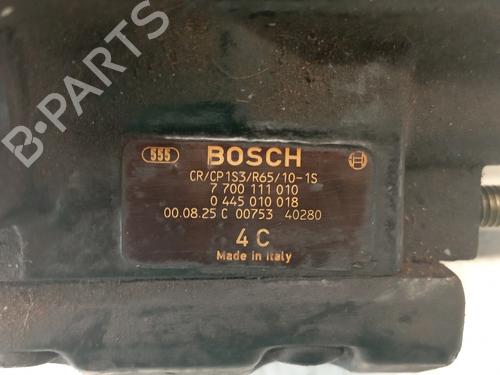 555 BOSCH
CR/CP1S3/R65/10-1S
7 700 111 010
0 445 010 018
00.08.25 C 00753 40280
4 C
Made in Italy
B-PARTS